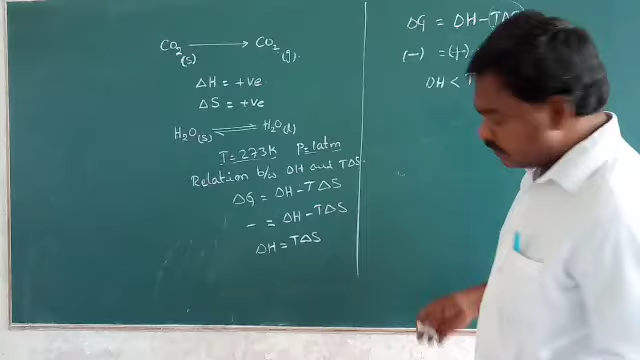 CO₂(s) ⟶ CO₂(g).
ΔH = +ve
ΔS = +ve
H₂O(s) ⇌ H₂O(l)
T = 273K P = 1atm
Relation b/w ΔH and TΔS.
ΔG = ΔH - TΔS
- = ΔH - TΔS
ΔH = TΔS
ΔG = ΔH - TΔS
(-) = (+)
ΔH < T